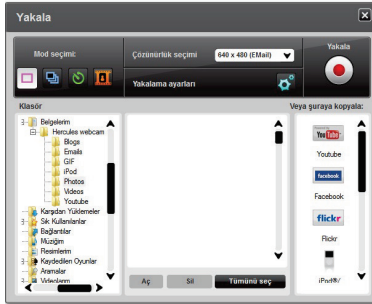 Yakala
Mod seçimi:
Çözünürlük seçimi
640 x 480 (EMail)
Yakala
Yakalama ayarları
Klasör
Veya şuraya kopyala:
Belgelerim
Hercules webcam
Blogs
Emails
GIF
iPod
Photos
Videos
Youtube
Karşıdan Yüklemeler
Sık Kullanılanlar
Bağlantılar
Müziğim
Resimlerim
Kaydedilen Oyunlar
Aramalar
Videolarım
Aç
Sil
Tümünü seç
YouTube
Youtube
facebook
Facebook
flickr
Flickr
iPod®/